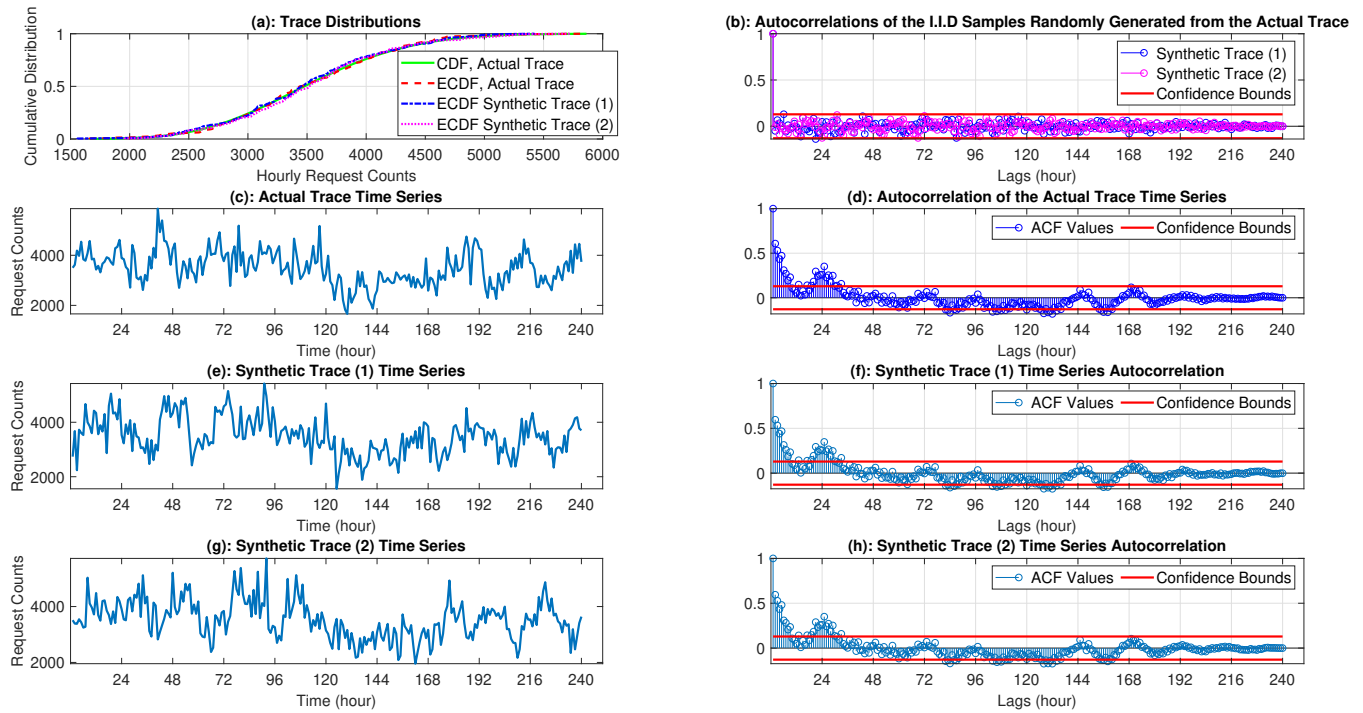 (a): Trace Distributions
Cumulative Distribution
1
0.5
0
CDF, Actual Trace
ECDF, Actual Trace
ECDF Synthetic Trace (1)
ECDF Synthetic Trace (2)
1500 2000 2500 3000 3500 4000 4500 5000 5500 6000
Hourly Request Counts
(b): Autocorrelations of the I.I.D Samples Randomly Generated from the Actual Trace
1
0.5
0
Synthetic Trace (1)
Synthetic Trace (2)
Confidence Bounds
24 48 72 96 120 144 168 192 216 240
Lags (hour)
(c): Actual Trace Time Series
Request Counts
4000
2000
24 48 72 96 120 144 168 192 216 240
Time (hour)
(d): Autocorrelation of the Actual Trace Time Series
1
0.5
0
ACF Values Confidence Bounds
24 48 72 96 120 144 168 192 216 240
Lags (hour)
(e): Synthetic Trace (1) Time Series
Request Counts
4000
2000
24 48 72 96 120 144 168 192 216 240
Time (hour)
(f): Synthetic Trace (1) Time Series Autocorrelation
1
0.5
0
ACF Values Confidence Bounds
24 48 72 96 120 144 168 192 216 240
Lags (hour)
(g): Synthetic Trace (2) Time Series
Request Counts
4000
2000
24 48 72 96 120 144 168 192 216 240
Time (hour)
(h): Synthetic Trace (2) Time Series Autocorrelation
1
0.5
0
ACF Values Confidence Bounds
24 48 72 96 120 144 168 192 216 240
Lags (hour)